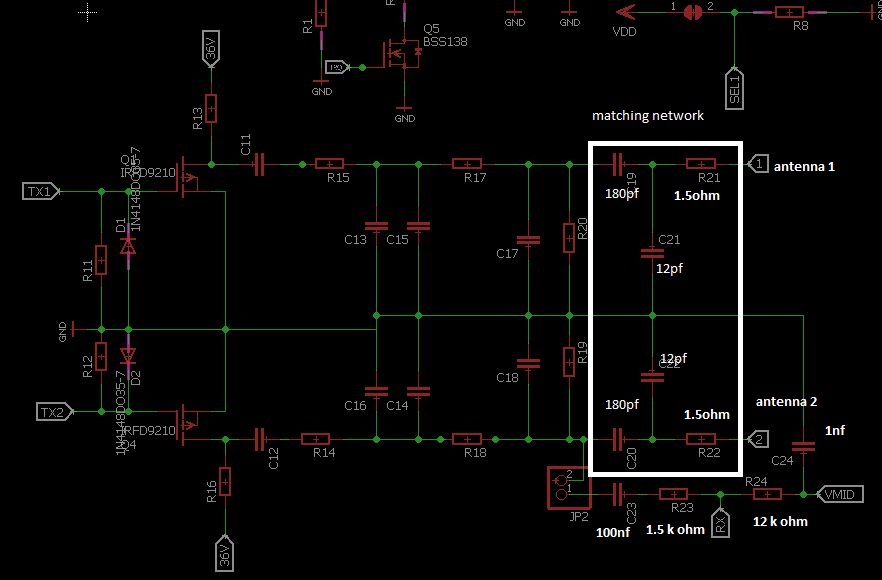 R1
Q5
BSS138
GND
GND
GND
GND
VDD
1
2
R8
SEL1
36V
R13
matching network
C11
R15
R17
180pf
R21
1.5ohm
1
antenna 1
IRFD9210
1N4148DO35-7
TX1
D1
R11
C13
C15
C17
R20
C21
12pf
GND
R12
D2
C16
C14
C18
R19
12pf
C22
180pf
1.5ohm
antenna 2
TX2
1N4148DO35-7
IRFD9210
Q4
C12
R14
R18
C20
R22
2
1nf
C24
R16
2
1
JP2
C23
R23
R24
VMID
100nf
1.5 k ohm
RX
12 k ohm
36V